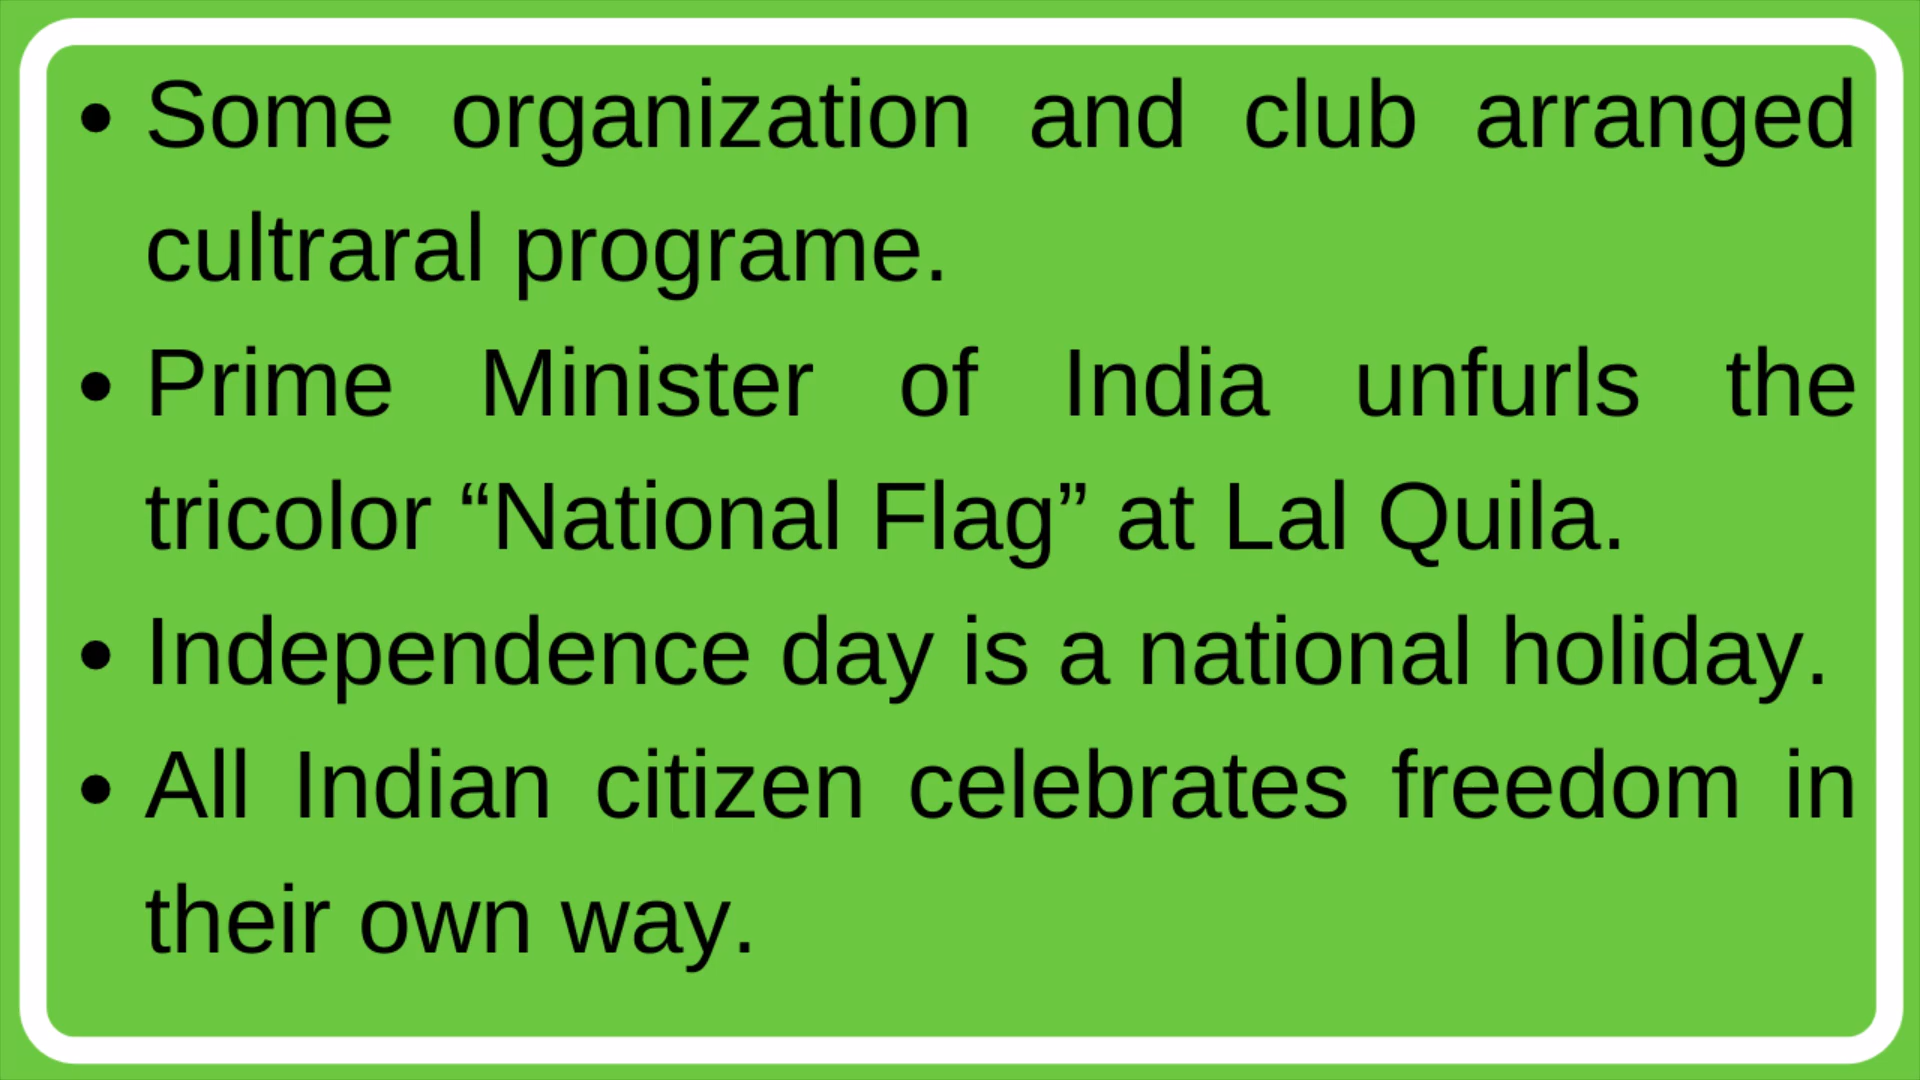 • Some organization and club arranged
cultraral programe.
• Prime Minister of India unfurls the
tricolor “National Flag” at Lal Quila.
• Independence day is a national holiday.
• All Indian citizen celebrates freedom in
their own way.